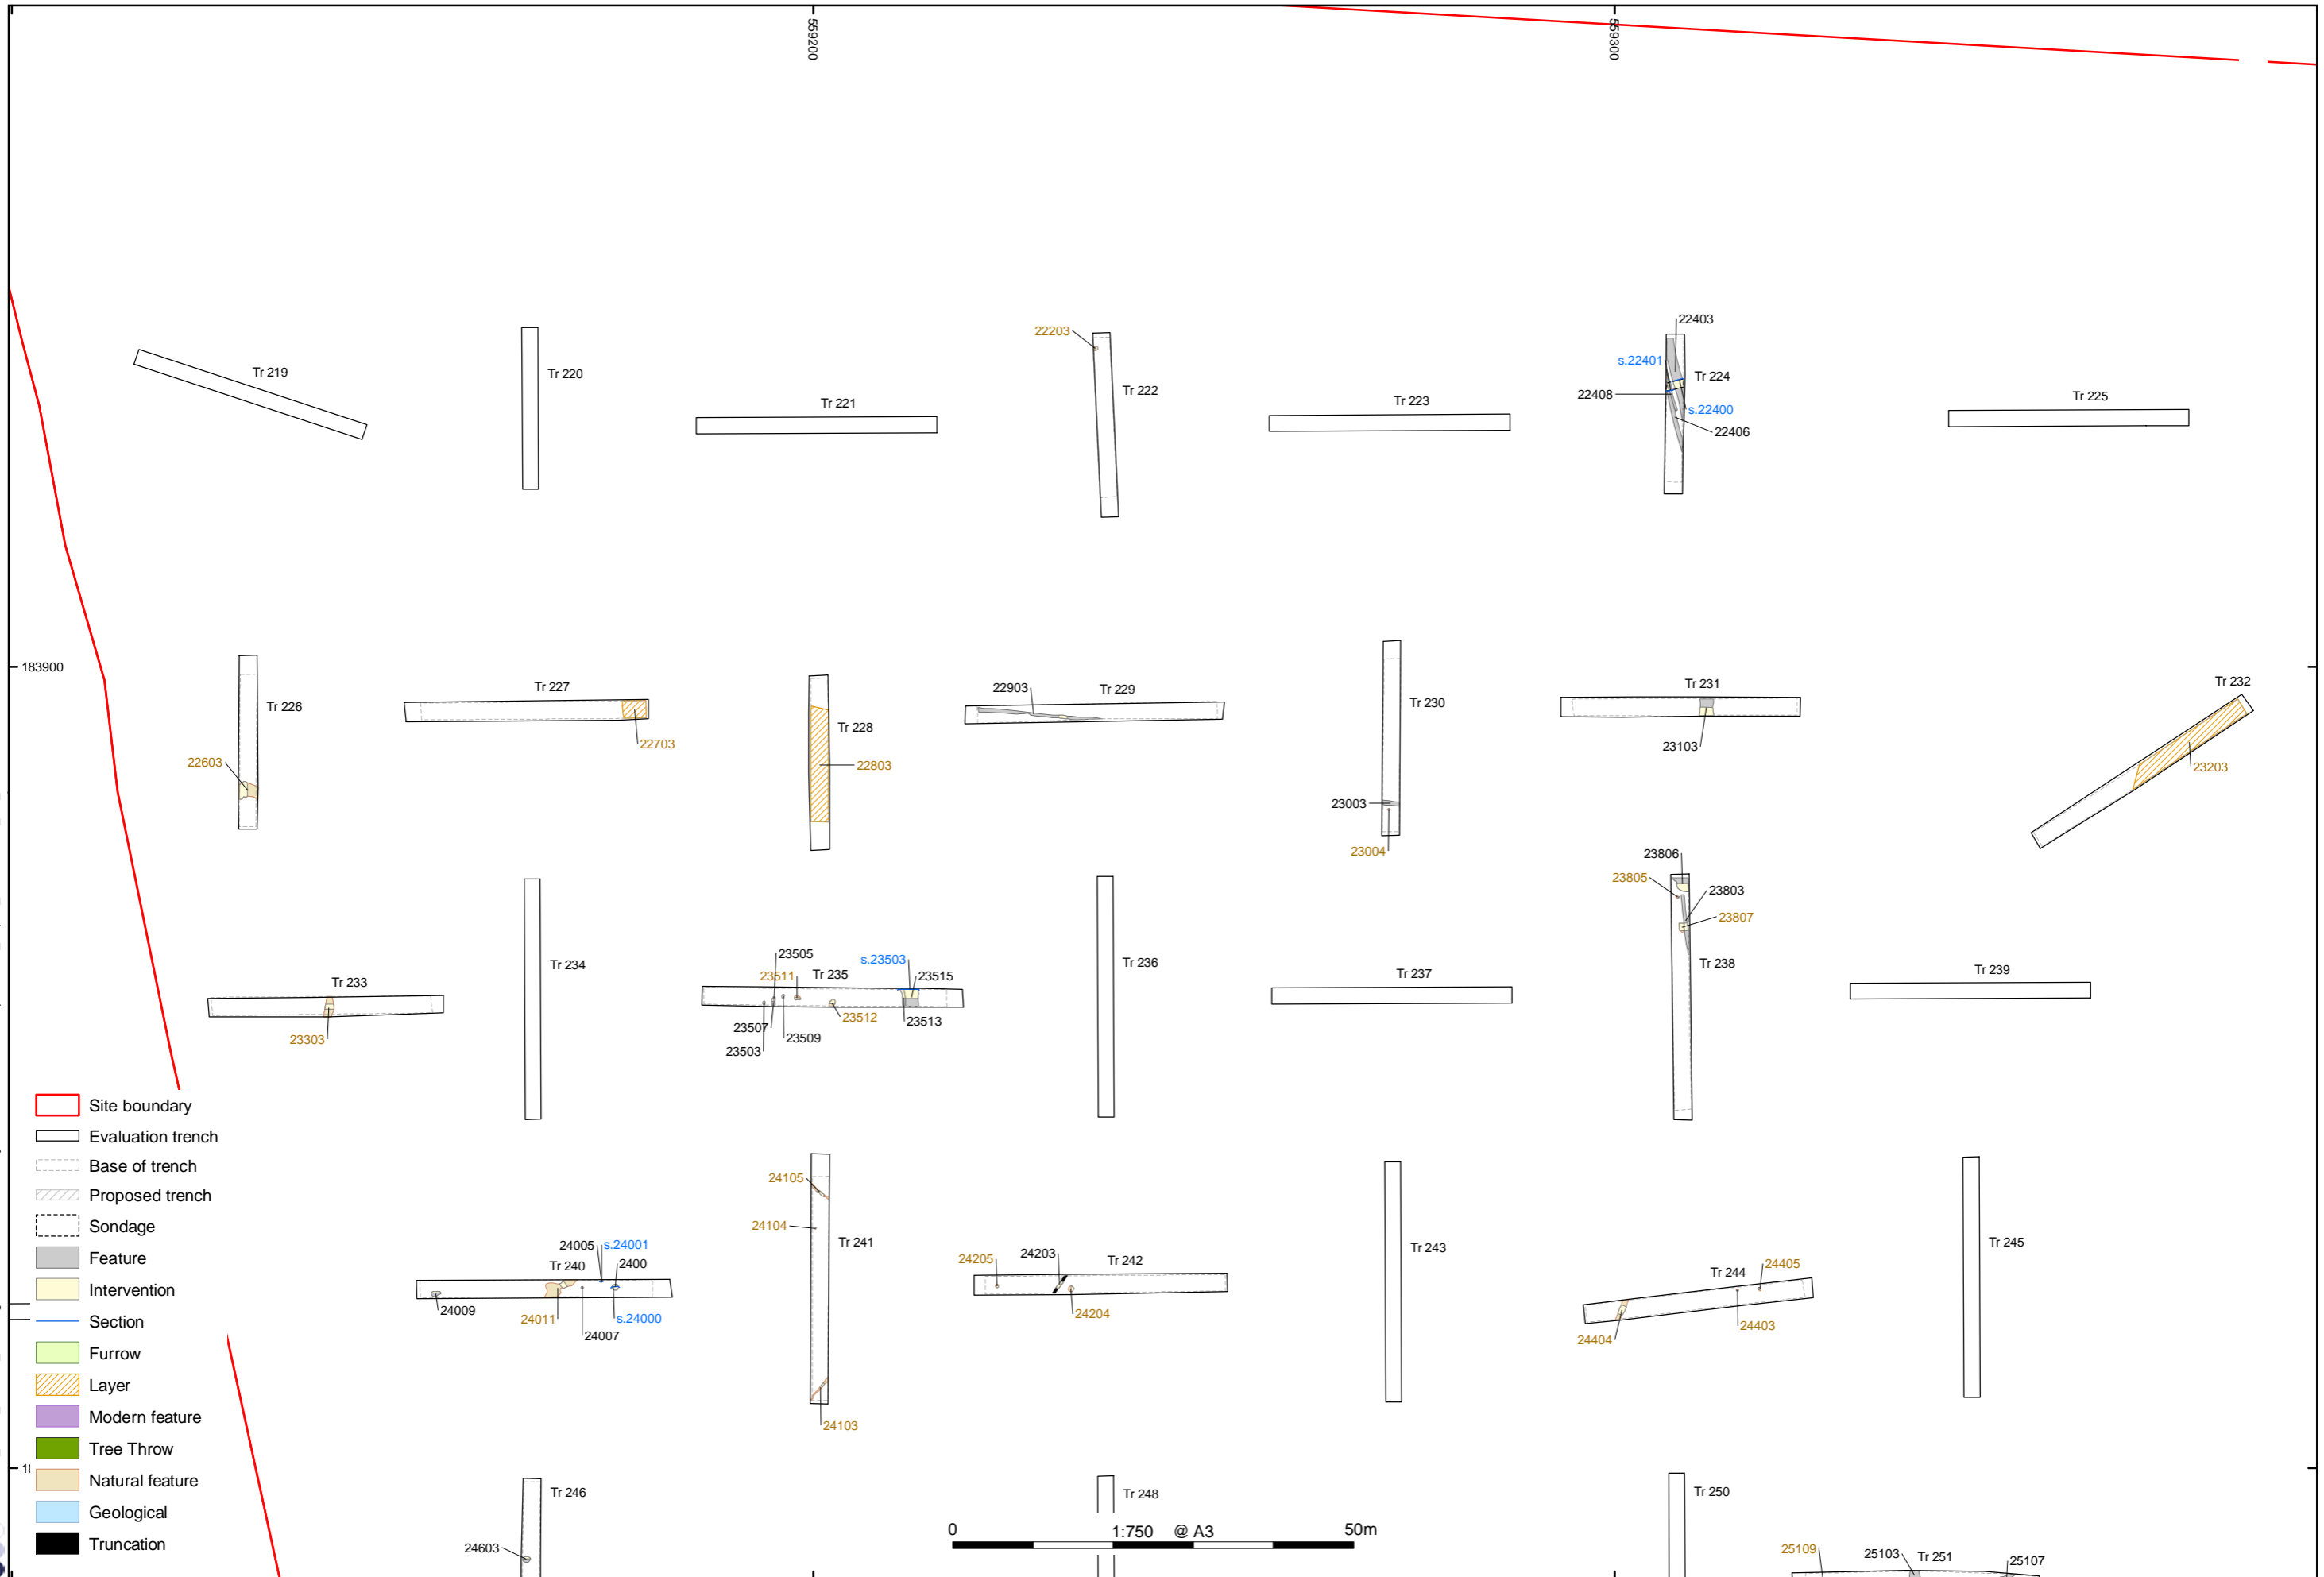 559200
559300
22403
22203
s.22401
Tr 219
Tr 220
Tr 222
Tr 224
22408
Tr 221
Tr 223
s.22400
Tr 225
22406
183900
Tr 226
Tr 227
22903
Tr 229
Tr 230
Tr 231
Tr 232
Tr 228
22703
22603
22803
23103
23203
23003
23004
23806
23805
23803
23807
Tr 233
Tr 234
23505
s.23503
23511
Tr 235
23515
Tr 236
Tr 237
Tr 238
Tr 239
23303
23507
23512
23513
23509
23503
Site boundary
Evaluation trench
Base of trench
Proposed trench
Sondage
Feature
Intervention
Section
Furrow
Layer
Modern feature
Tree Throw
Natural feature
Geological
Truncation
24105
24104
Tr 241
24103
24005
s.24001
Tr 240
2400
24009
24011
s.24000
24007
24205
24203
Tr 242
24204
Tr 243
Tr 244
24405
24404
24403
Tr 245
Tr 246
Tr 248
Tr 250
24603
0
1:750 @ A3
50m
25109
25103
Tr 251
25107